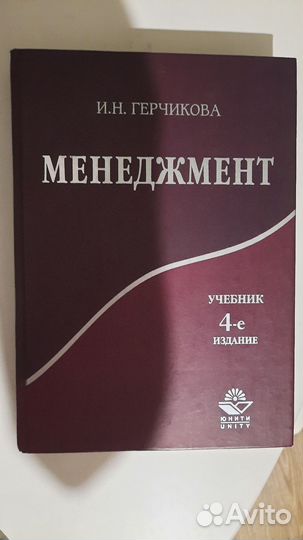 И.Н. ГЕРЧИКОВА
МЕНЕДЖМЕНТ
УЧЕБНИК
4-е
ИЗДАНИЕ
ЮНИТИ
UNITY
Avito